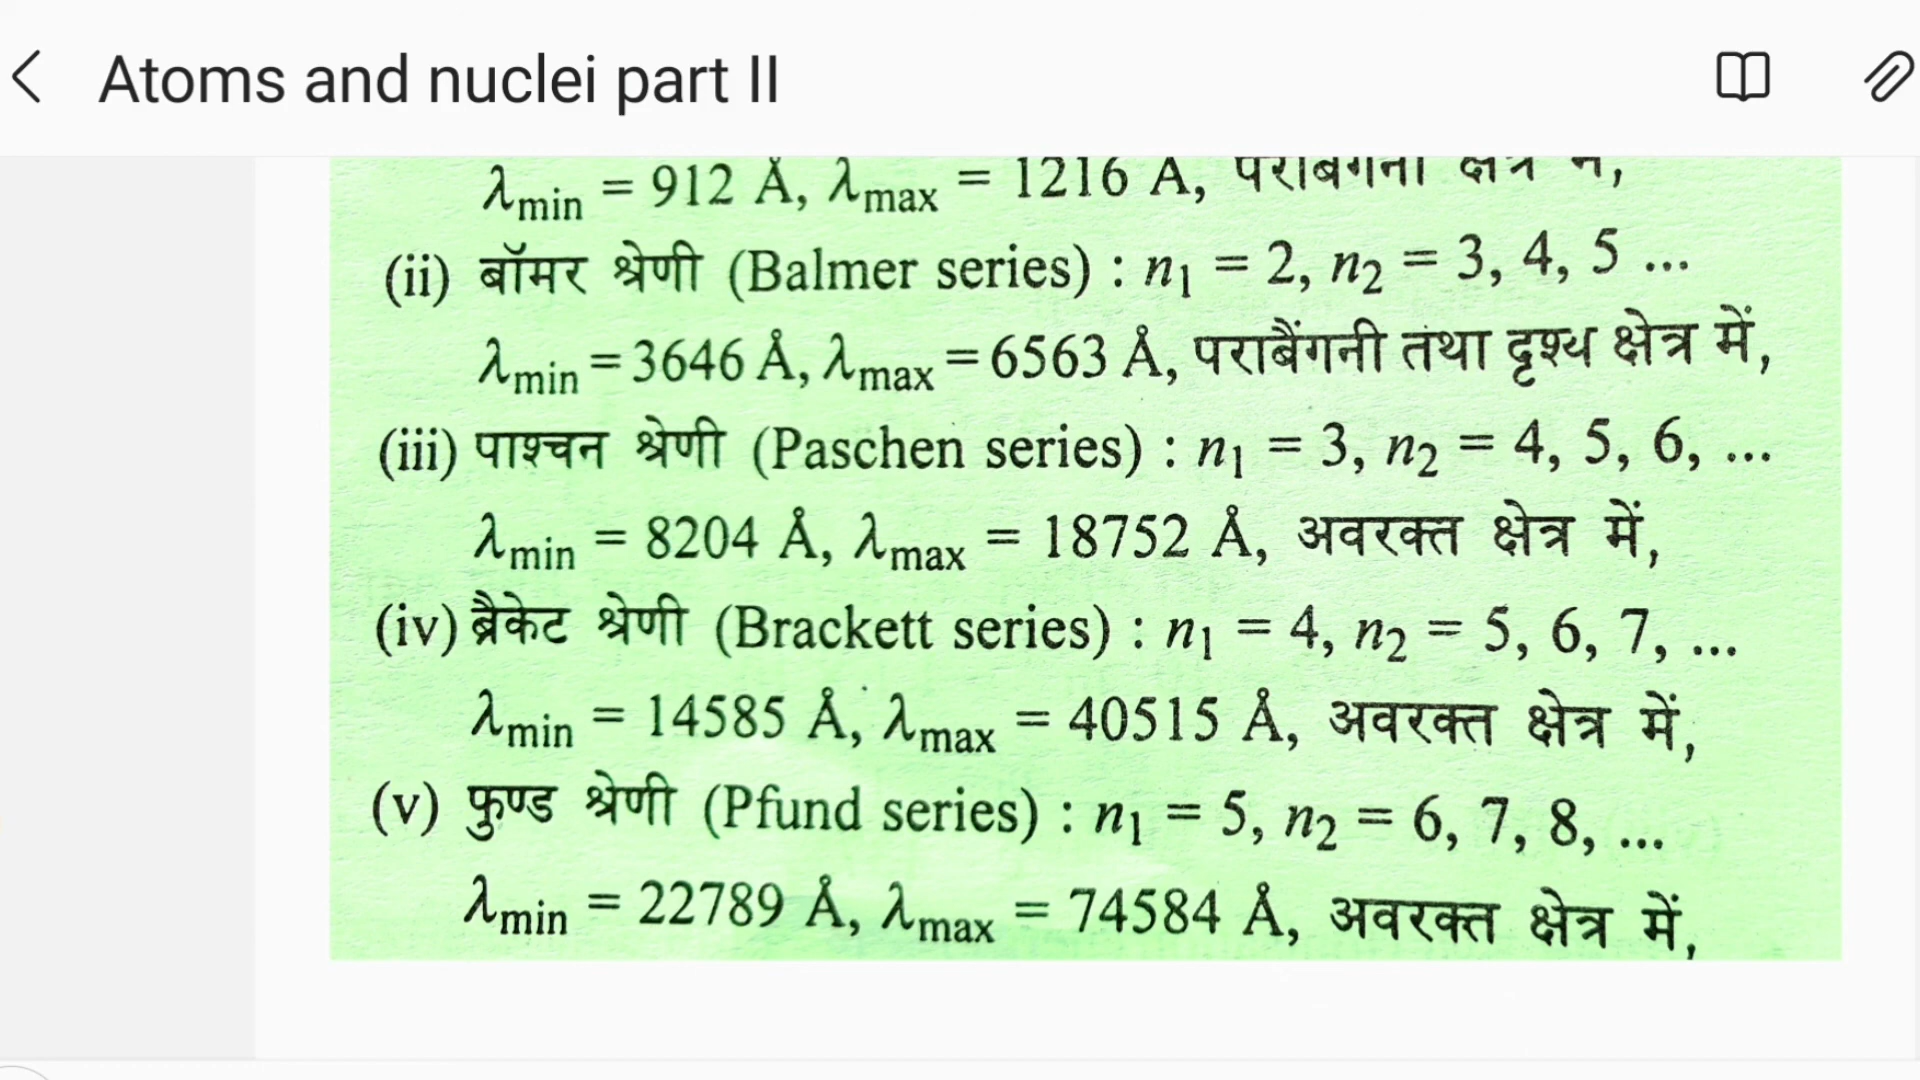 Atoms and nuclei part II
λmin = 912 Å, λmax = 1216 Å, पराबैंगनी क्षेत्र में,
(ii) बॉमर श्रेणी (Balmer series) : n₁ = 2, n₂ = 3, 4, 5 ...
λmin = 3646 Å, λmax = 6563 Å, पराबैंगनी तथा दृश्य क्षेत्र में,
(iii) पाश्चन श्रेणी (Paschen series) : n₁ = 3, n₂ = 4, 5, 6, ...
λmin = 8204 Å, λmax = 18752 Å, अवरक्त क्षेत्र में,
(iv) ब्रैकेट श्रेणी (Brackett series) : n₁ = 4, n₂ = 5, 6, 7, ...
λmin = 14585 Å, λmax = 40515 Å, अवरक्त क्षेत्र में,
(v) फुण्ड श्रेणी (Pfund series) : n₁ = 5, n₂ = 6, 7, 8, ...
λmin = 22789 Å, λmax = 74584 Å, अवरक्त क्षेत्र में,